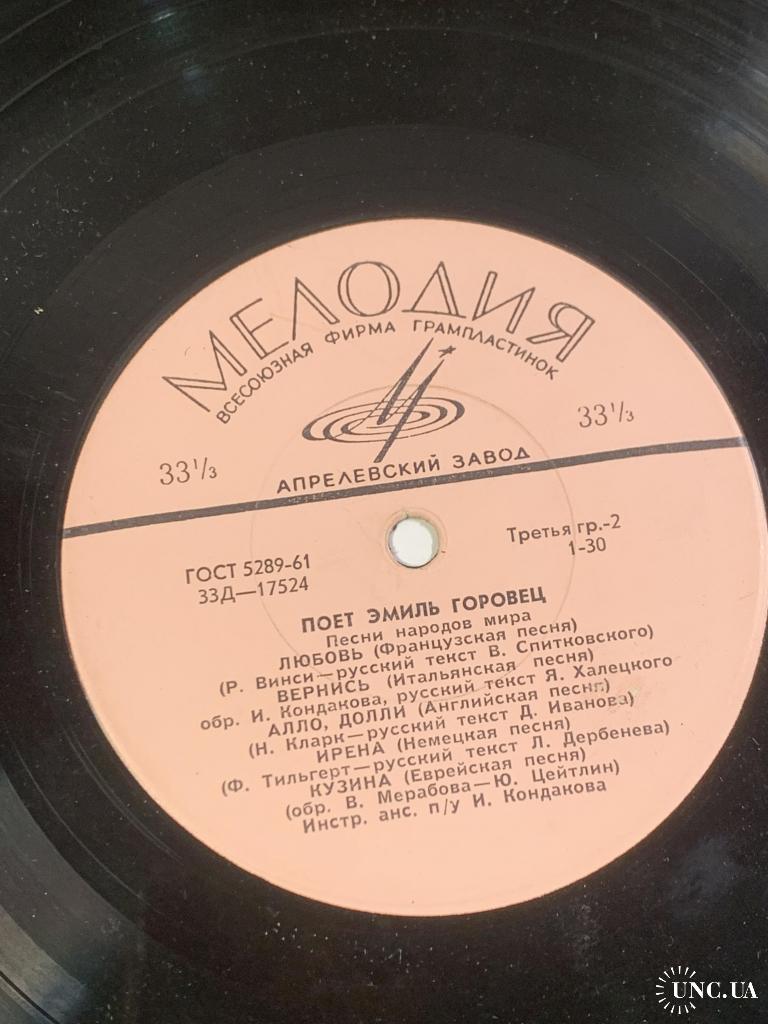 МЕЛОДИЯ
ВСЕСОЮЗНАЯ ФИРМА ГРАМПЛАСТИНОК
33⅓
33⅓
АПРЕЛЕВСКИЙ ЗАВОД
ГОСТ 5289-61
33Д—17524
Третья гр.-2
1-30
ПОЕТ ЭМИЛЬ ГОРОВЕЦ
Песни народов мира
ЛЮБОВЬ (Французская песня)
(Р. Винси—русский текст В. Спитковского)
ВЕРНИСЬ (Итальянская песня)
обр. И. Кондакова, русский текст Я. Халецкого
АЛЛО, ДОЛЛИ (Английская песня)
(Н. Кларк—русский текст Д. Иванова)
ИРЕНА (Немецкая песня)
(Ф. Тильгерт—русский текст Л. Дербенева)
КУЗИНА (Еврейская песня)
(обр. В. Мерабова—Ю. Цейтлин)
Инстр. анс. п/у И. Кондакова
UNC.UA